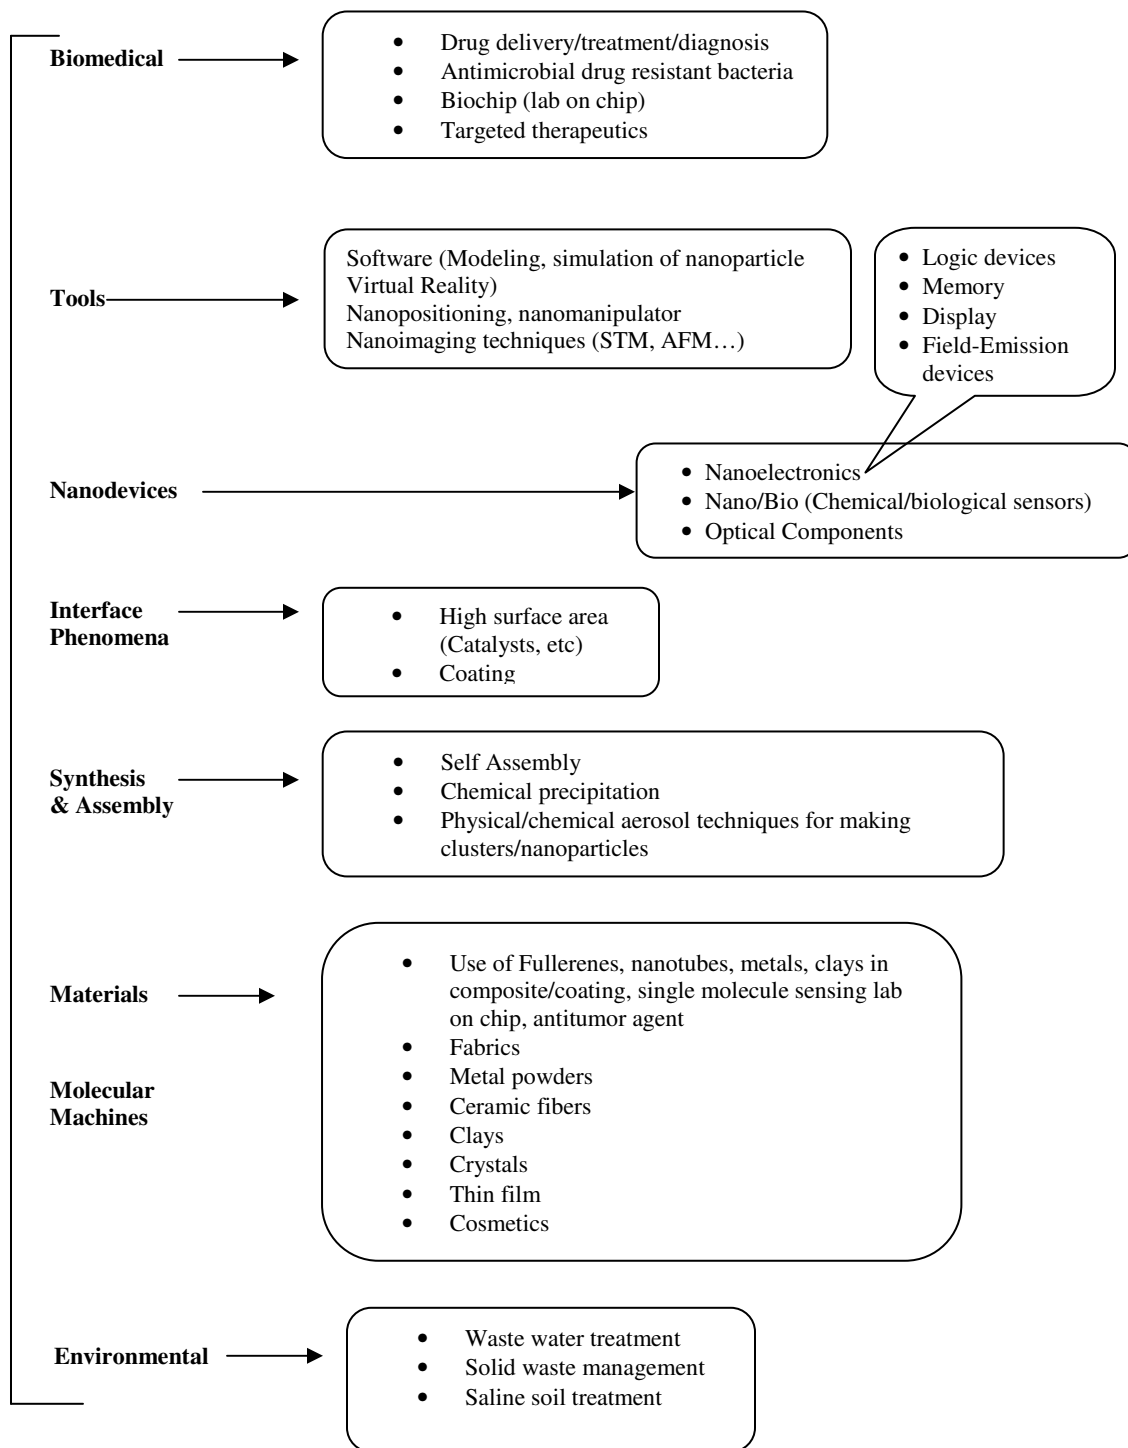 Biomedical
• Drug delivery/treatment/diagnosis
• Antimicrobial drug resistant bacteria
• Biochip (lab on chip)
• Targeted therapeutics
Tools
Software (Modeling, simulation of nanoparticle
Virtual Reality)
Nanopositioning, nanomanipulator
Nanoimaging techniques (STM, AFM…)
• Logic devices
• Memory
• Display
• Field-Emission
devices
Nanodevices
• Nanoelectronics
• Nano/Bio (Chemical/biological sensors)
• Optical Components
Interface
Phenomena
• High surface area
(Catalysts, etc)
• Coating
Synthesis
& Assembly
• Self Assembly
• Chemical precipitation
• Physical/chemical aerosol techniques for making
clusters/nanoparticles
Materials
• Use of Fullerenes, nanotubes, metals, clays in
composite/coating, single molecule sensing lab
on chip, antitumor agent
• Fabrics
• Metal powders
• Ceramic fibers
• Clays
• Crystals
• Thin film
• Cosmetics
Molecular
Machines
Environmental
• Waste water treatment
• Solid waste management
• Saline soil treatment